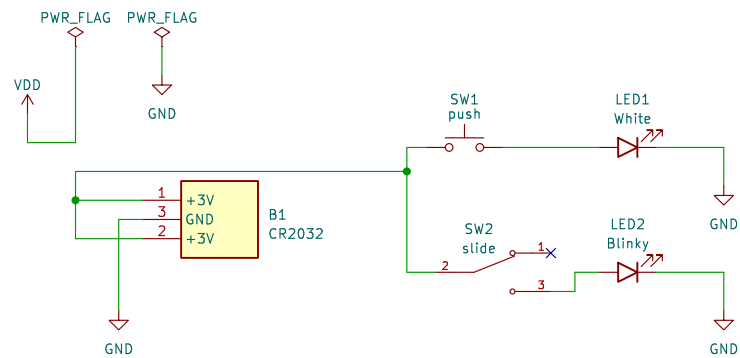 PWR_FLAG
PWR_FLAG
VDD
GND
SW1
push
LED1
White
GND
1
+3V
3
GND
2
+3V
B1
CR2032
GND
SW2
slide
2
1
3
LED2
Blinky
GND